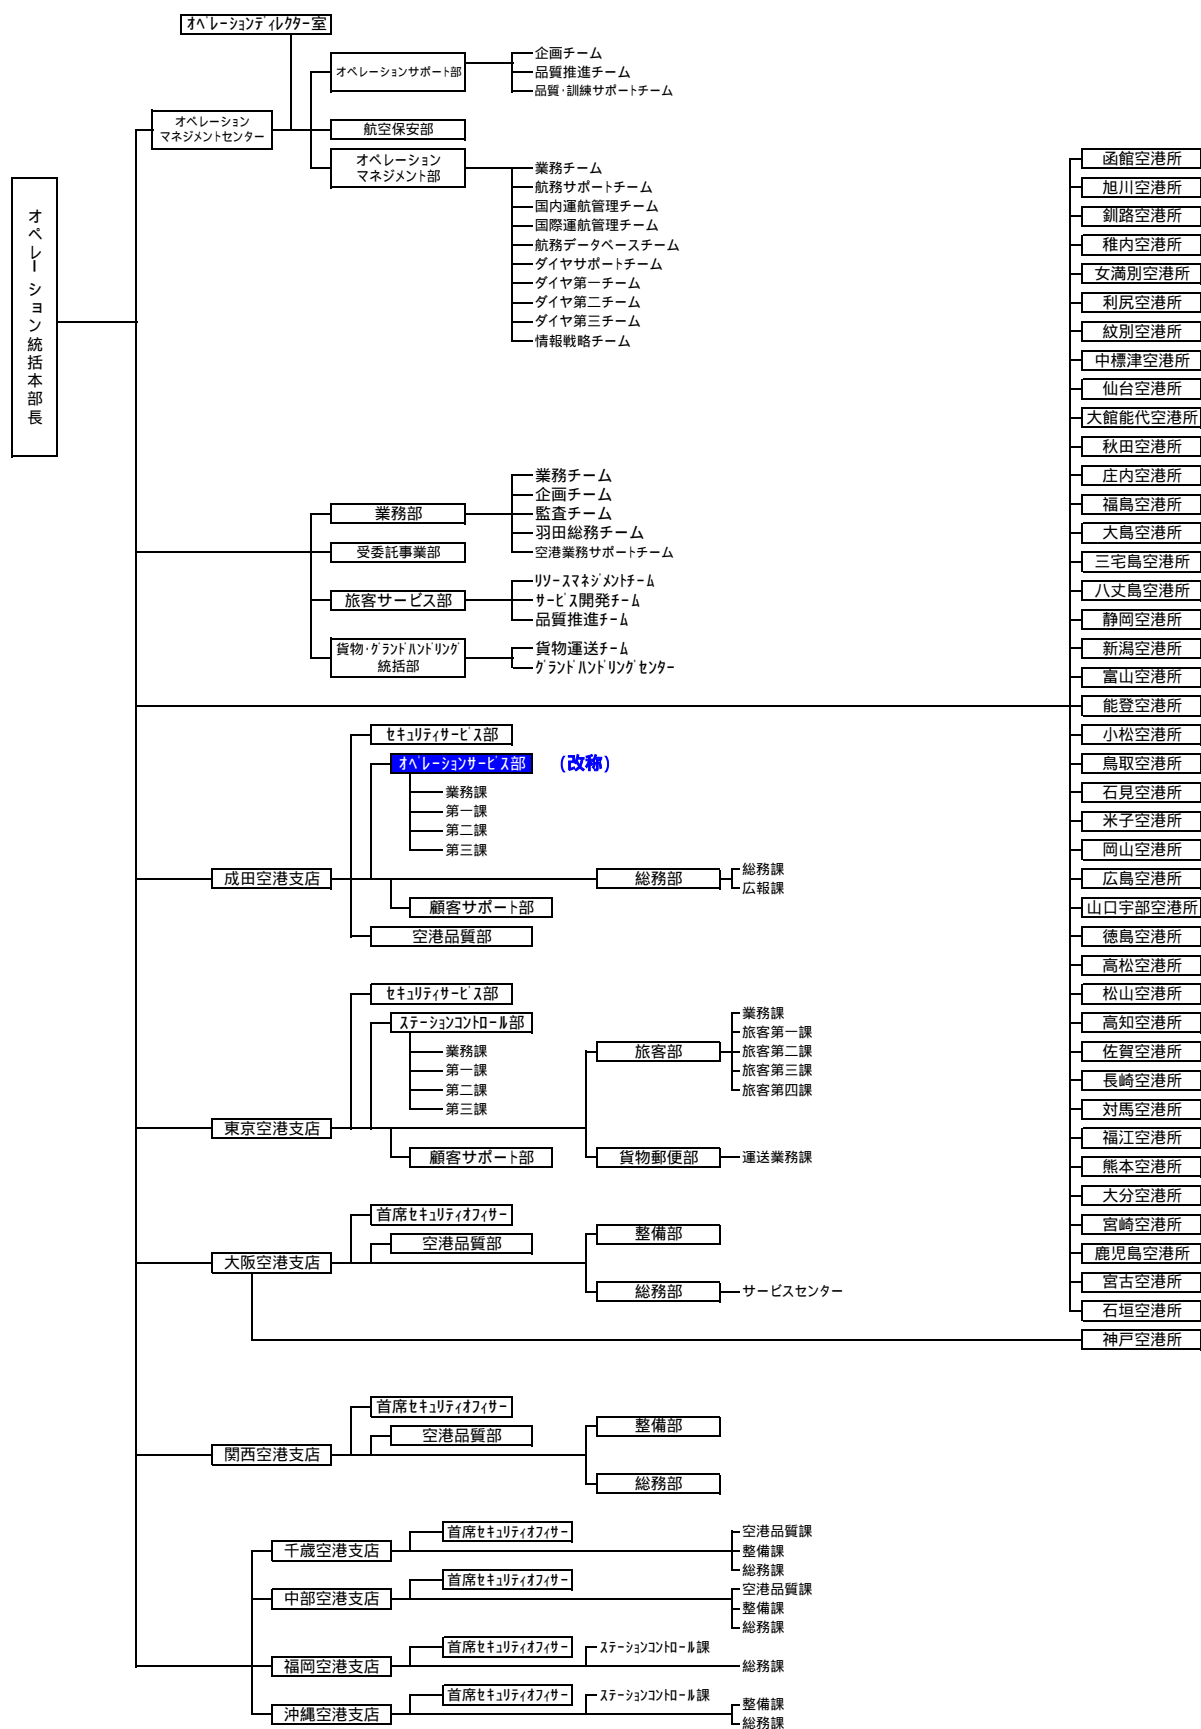 オペレーションディレクター室
オペレーションサポート部
企画チーム
品質推進チーム
品質・訓練サポートチーム
オペレーション
マネジメントセンター
航空保安部
オペレーション
マネジメント部
業務チーム
航務サポートチーム
国内運航管理チーム
国際運航管理チーム
航務データベースチーム
ダイヤサポートチーム
ダイヤ第一チーム
ダイヤ第二チーム
ダイヤ第三チーム
情報戦略チーム
オペレーション統括本部長
業務部
業務チーム
企画チーム
監査チーム
羽田総務チーム
空港業務サポートチーム
受委託事業部
旅客サービス部
リソースマネジメントチーム
サービス開発チーム
品質推進チーム
貨物・グランドハンドリング
統括部
貨物運送チーム
グランドハンドリングセンター
セキュリティサービス部
オペレーションサービス部
(改称)
業務課
第一課
第二課
第三課
成田空港支店
総務部
総務課
広報課
顧客サポート部
空港品質部
セキュリティサービス部
ステーションコントロール部
業務課
第一課
第二課
第三課
旅客部
業務課
旅客第一課
旅客第二課
旅客第三課
旅客第四課
東京空港支店
顧客サポート部
貨物郵便部
運送業務課
首席セキュリティオフィサー
空港品質部
整備部
大阪空港支店
総務部
サービスセンター
首席セキュリティオフィサー
空港品質部
整備部
関西空港支店
総務部
首席セキュリティオフィサー
千歳空港支店
空港品質課
整備課
総務課
首席セキュリティオフィサー
中部空港支店
空港品質課
整備課
総務課
首席セキュリティオフィサー
ステーションコントロール課
福岡空港支店
総務課
首席セキュリティオフィサー
ステーションコントロール課
沖縄空港支店
整備課
総務課
函館空港所
旭川空港所
釧路空港所
稚内空港所
女満別空港所
利尻空港所
紋別空港所
中標津空港所
仙台空港所
大館能代空港所
秋田空港所
庄内空港所
福島空港所
大島空港所
三宅島空港所
八丈島空港所
静岡空港所
新潟空港所
富山空港所
能登空港所
小松空港所
鳥取空港所
石見空港所
米子空港所
岡山空港所
広島空港所
山口宇部空港所
徳島空港所
高松空港所
松山空港所
高知空港所
佐賀空港所
長崎空港所
対馬空港所
福江空港所
熊本空港所
大分空港所
宮崎空港所
鹿児島空港所
宮古空港所
石垣空港所
神戸空港所